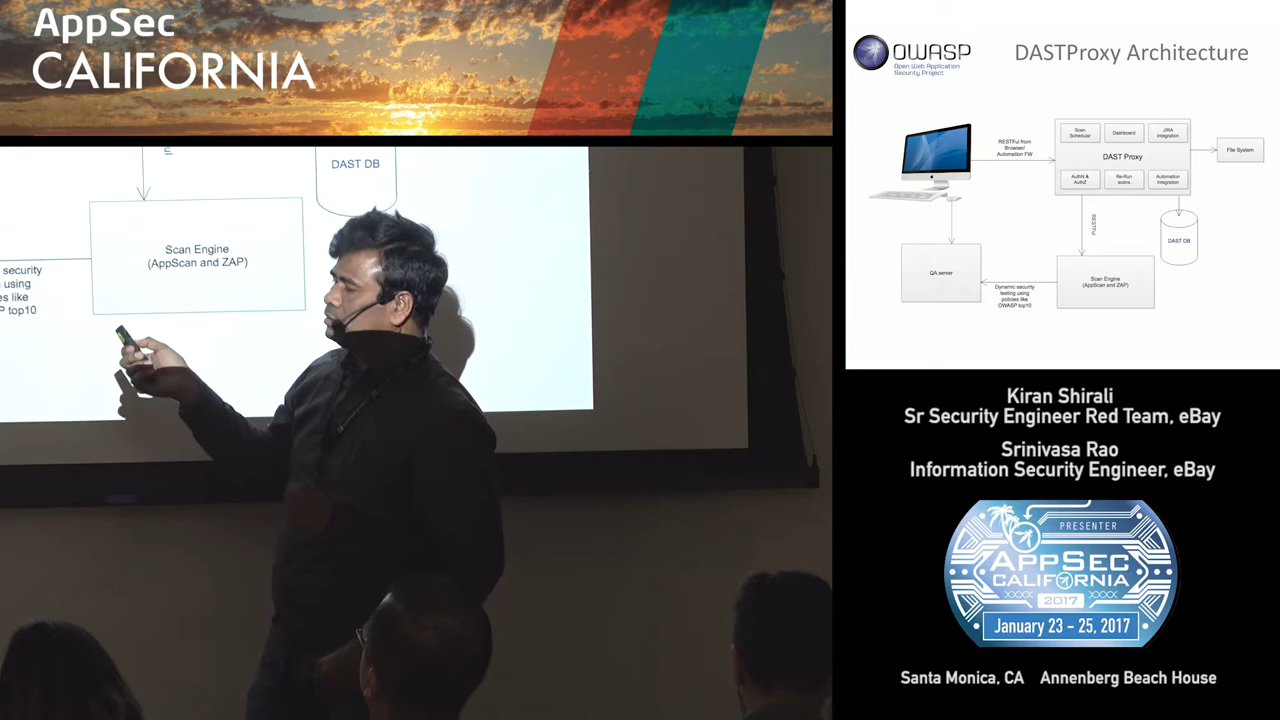 AppSec
CALIFORNIA
DAST DB
Scan Engine
(AppScan and ZAP)
security
using
es like
P top10
OWASP
Open Web Application
Security Project
DASTProxy Architecture
RESTFul from
Browser/
Automation FW
Scan
Schedular
Dashboard
JIRA
Integration
DAST Proxy
AuthN &
AuthZ
Re-Run
scans
Automation
Integration
File System
RESTFul
DAST DB
QA server
Dynamic security
testing using
policies like
OWASP top10
Scan Engine
(AppScan and ZAP)
Kiran Shirali
Sr Security Engineer Red Team, eBay
Srinivasa Rao
Information Security Engineer, eBay
PRESENTER
APPSEC
CALIFORNIA
2017
January 23 - 25, 2017
Santa Monica, CA Annenberg Beach House